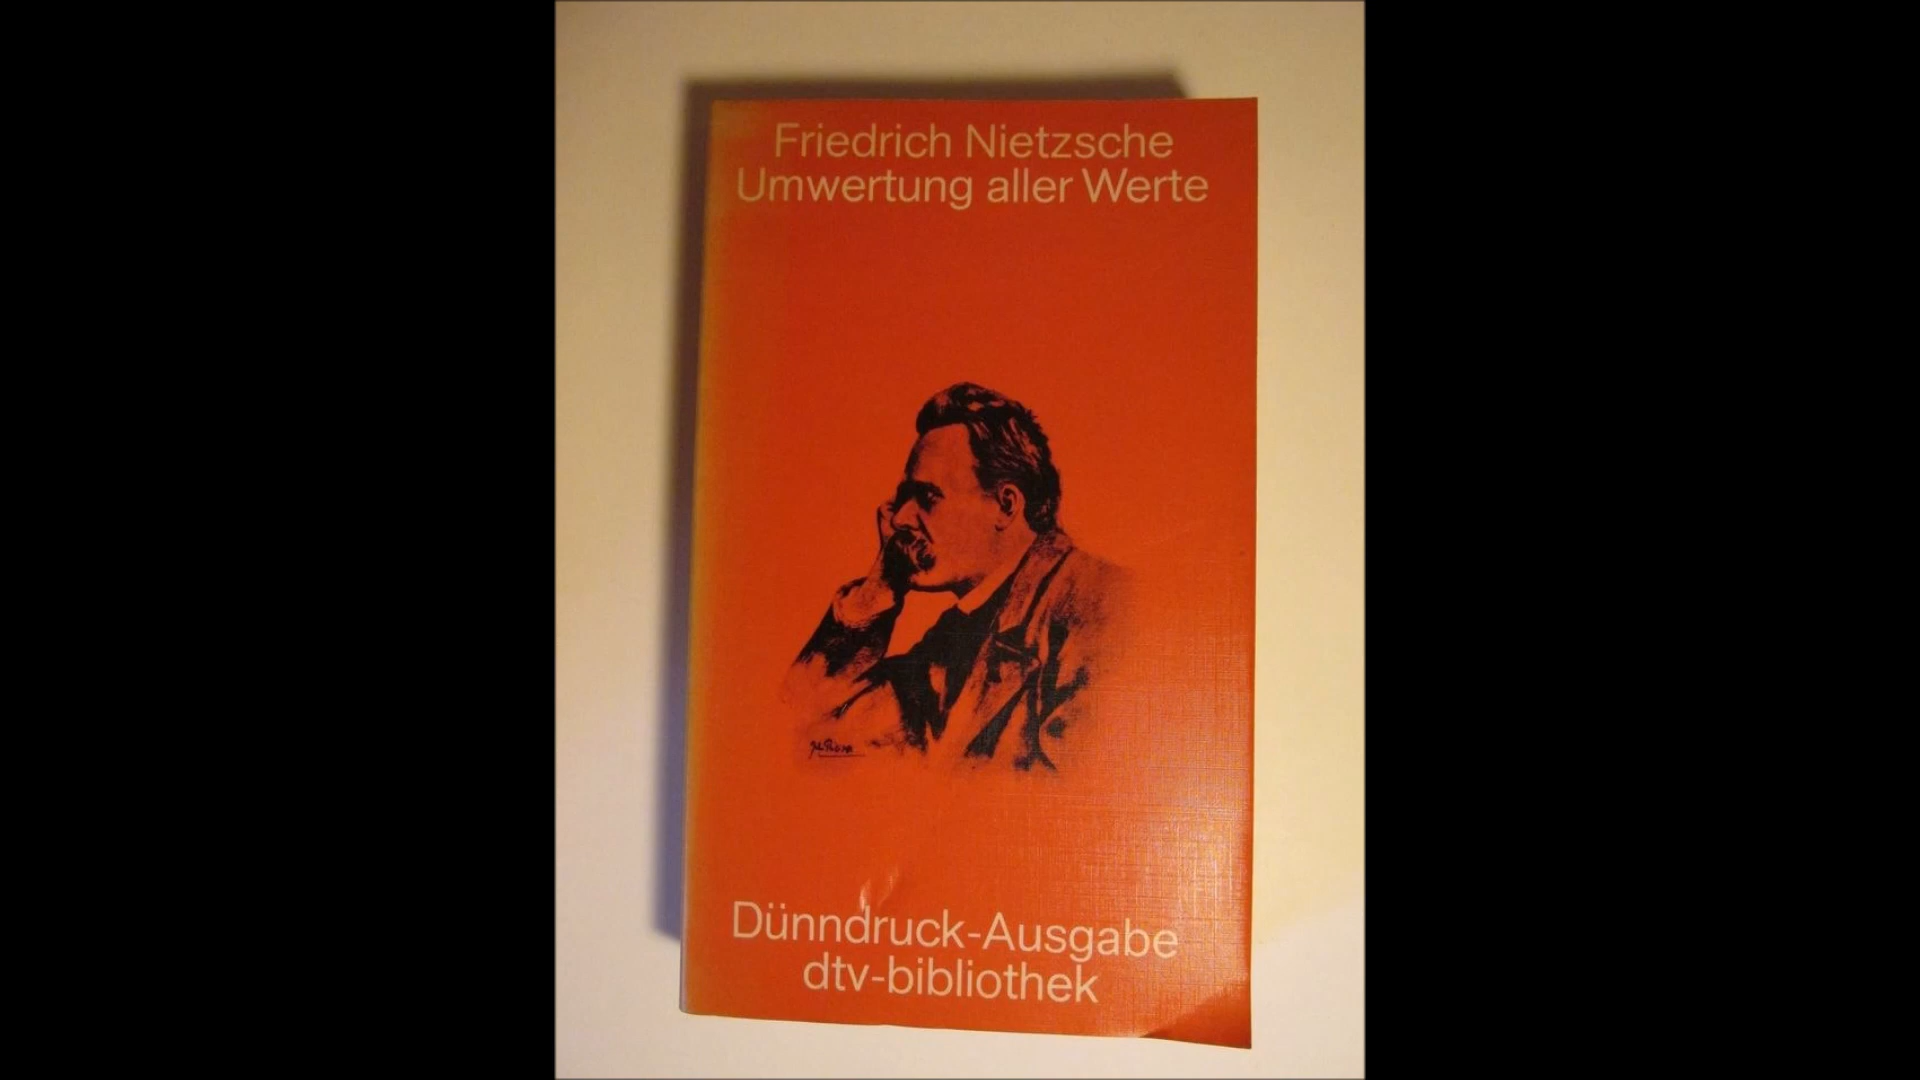 Friedrich Nietzsche
Umwertung aller Werte
Dünndruck-Ausgabe
dtv-bibliothek